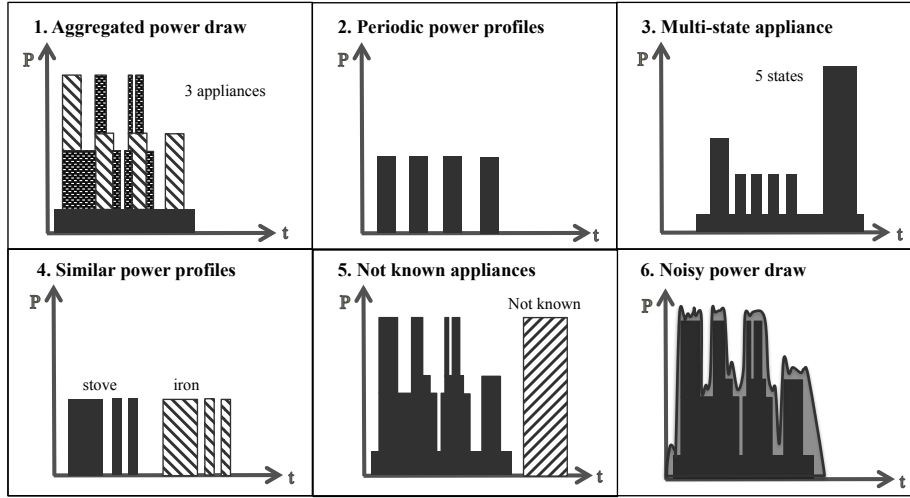 1. Aggregated power draw
P
3 appliances
t
2. Periodic power profiles
P
t
3. Multi-state appliance
P
5 states
t
4. Similar power profiles
P
stove
iron
t
5. Not known appliances
P
Not known
t
6. Noisy power draw
P
t